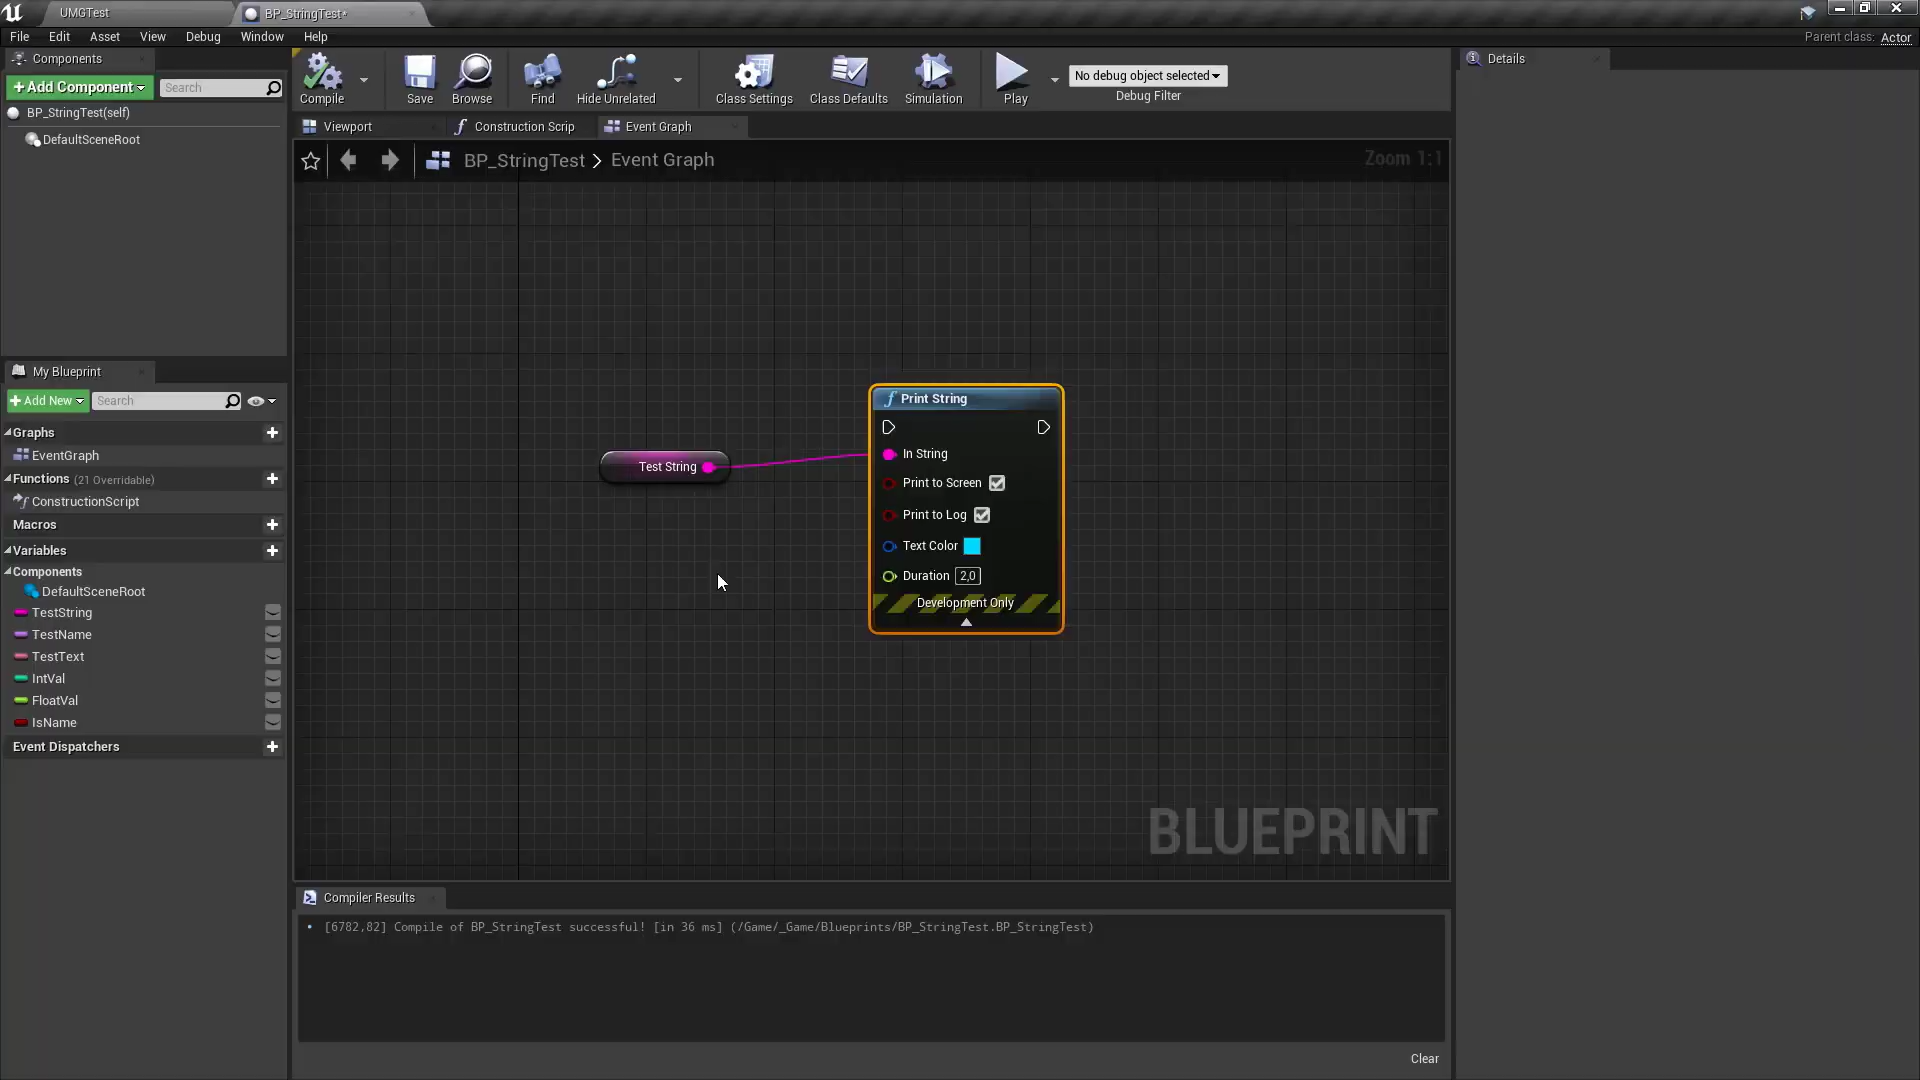 UMGTest
BP_StringTest*
File Edit Asset View Debug Window Help
Parent class: Actor
Components
+Add Component
Search
BP_StringTest(self)
DefaultSceneRoot
Compile
Save
Browse
Find
Hide Unrelated
Class Settings
Class Defaults
Simulation
Play
No debug object selected
Debug Filter
Details
Viewport
f Construction Scrip
Event Graph
BP_StringTest > Event Graph
Zoom 1:1
My Blueprint
+Add New
Search
Graphs
EventGraph
Functions (21 Overridable)
ConstructionScript
Macros
Variables
Components
DefaultSceneRoot
TestString
TestName
TestText
IntVal
FloatVal
IsName
Event Dispatchers
Test String
f Print String
In String
Print to Screen
Print to Log
Text Color
Duration 2,0
Development Only
BLUEPRINT
Compiler Results
• [6782,82] Compile of BP_StringTest successful! [in 36 ms] (/Game/_Game/Blueprints/BP_StringTest.BP_StringTest)
Clear